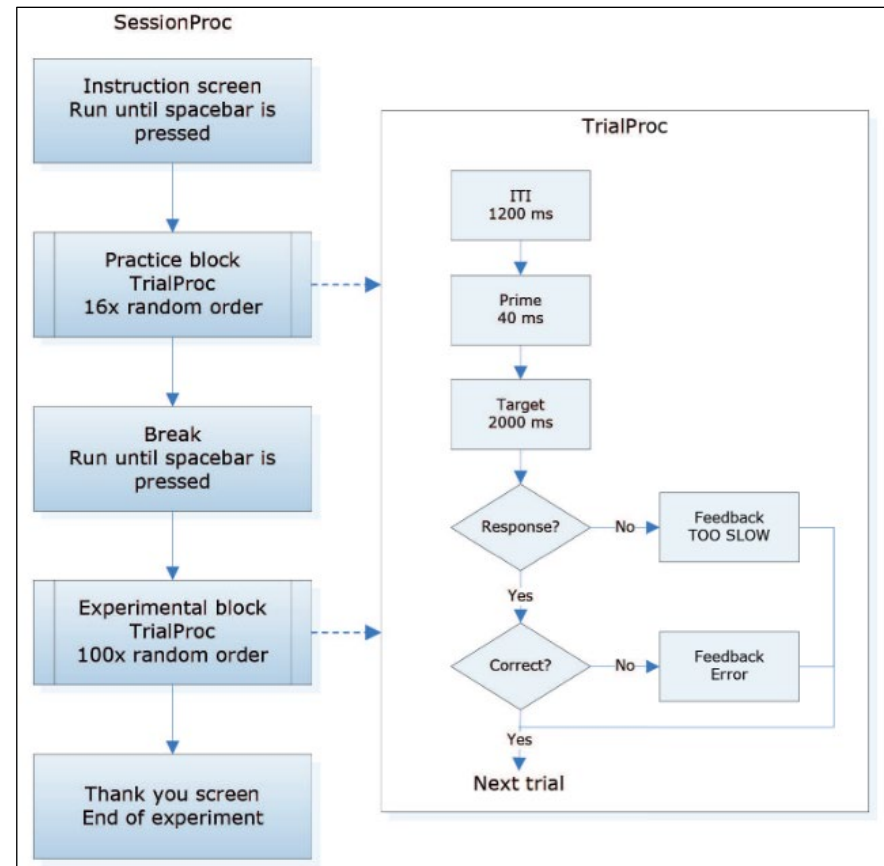 SessionProc
Instruction screen
Run until spacebar is
pressed
Practice block
TrialProc
16x random order
Break
Run until spacebar is
pressed
Experimental block
TrialProc
100x random order
Thank you screen
End of experiment
TrialProc
ITI
1200 ms
Prime
40 ms
Target
2000 ms
Response?
No
Feedback
TOO SLOW
Yes
Correct?
No
Feedback
Error
Yes
Next trial